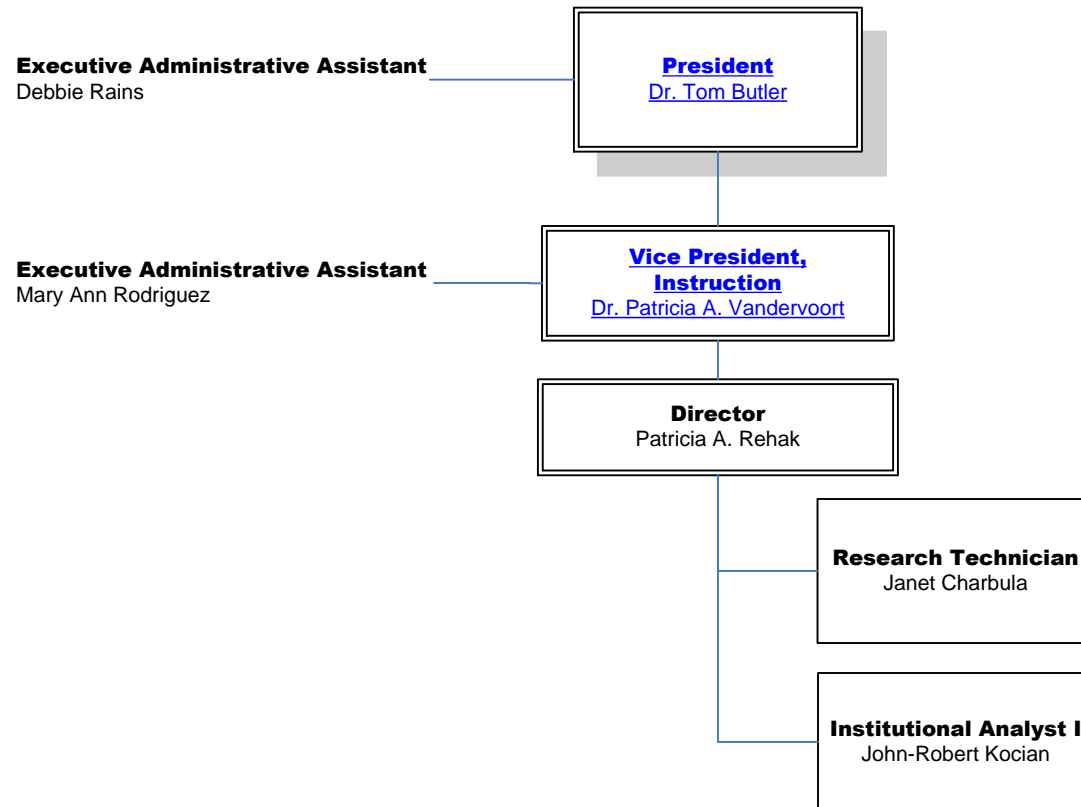 Executive Administrative Assistant
Debbie Rains
President
Dr. Tom Butler
Executive Administrative Assistant
Mary Ann Rodriguez
Vice President,
Instruction
Dr. Patricia A. Vandervoort
Director
Patricia A. Rehak
Research Technician
Janet Charbula
Institutional Analyst I
John-Robert Kocian